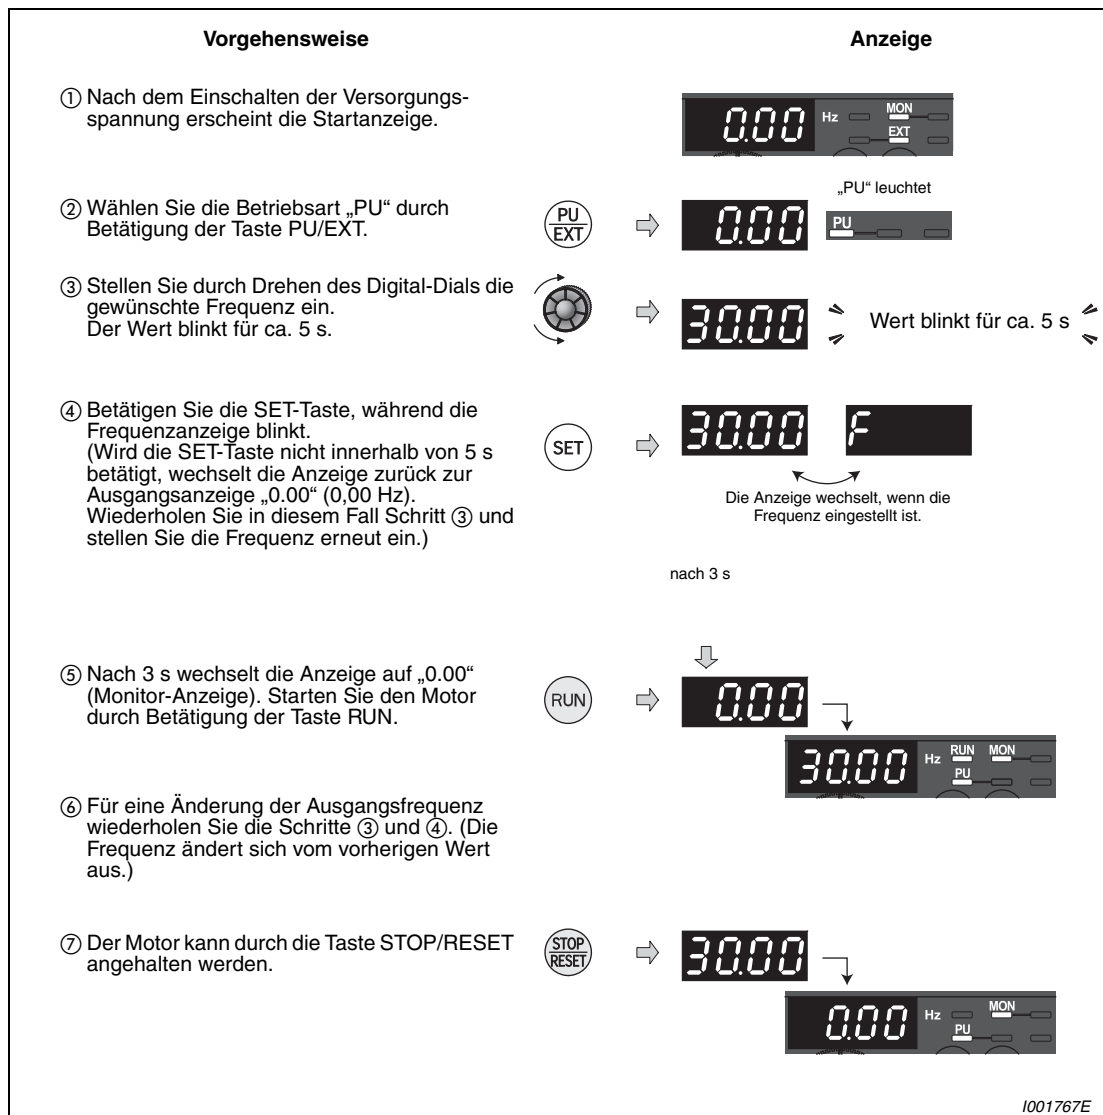 Vorgehensweise
Anzeige
① Nach dem Einschalten der Versorgungs-
spannung erscheint die Startanzeige.
0.00 Hz MON
EXT
② Wählen Sie die Betriebsart „PU“ durch
Betätigung der Taste PU/EXT.
PU
EXT
0.00
„PU“ leuchtet
PU
③ Stellen Sie durch Drehen des Digital-Dials die
gewünschte Frequenz ein.
Der Wert blinkt für ca. 5 s.
30.00
Wert blinkt für ca. 5 s
④ Betätigen Sie die SET-Taste, während die
Frequenzanzeige blinkt.
(Wird die SET-Taste nicht innerhalb von 5 s
betätigt, wechselt die Anzeige zurück zur
Ausgangsanzeige „0.00“ (0,00 Hz).
Wiederholen Sie in diesem Fall Schritt ③ und
stellen Sie die Frequenz erneut ein.)
SET
30.00
F
Die Anzeige wechselt, wenn die
Frequenz eingestellt ist.
nach 3 s
⑤ Nach 3 s wechselt die Anzeige auf „0.00“
(Monitor-Anzeige). Starten Sie den Motor
durch Betätigung der Taste RUN.
RUN
0.00
30.00 Hz RUN MON
PU
⑥ Für eine Änderung der Ausgangsfrequenz
wiederholen Sie die Schritte ③ und ④. (Die
Frequenz ändert sich vom vorherigen Wert
aus.)
⑦ Der Motor kann durch die Taste STOP/RESET
angehalten werden.
STOP
RESET
30.00
0.00 Hz MON
PU
I001767E